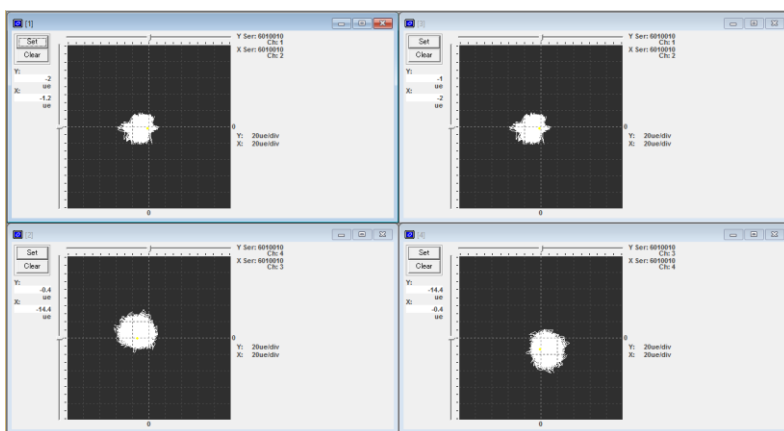 [1]
Set
Clear
Y:
-2
ue
X:
-1.2
ue
Y Ser: 6010010
Ch: 1
X Ser: 6010010
Ch: 2
0
Y: 20ue/div
X: 20ue/div
0
[3]
Set
Clear
Y:
-1
ue
X:
-2
ue
Y Ser: 6010010
Ch: 1
X Ser: 6010010
Ch: 2
0
Y: 20ue/div
X: 20ue/div
0
[2]
Set
Clear
Y:
-0.4
ue
X:
-14.4
ue
Y Ser: 6010010
Ch: 4
X Ser: 6010010
Ch: 3
0
Y: 20ue/div
X: 20ue/div
0
[4]
Set
Clear
Y:
-14.4
ue
X:
-0.4
ue
Y Ser: 6010010
Ch: 3
X Ser: 6010010
Ch: 4
0
Y: 20ue/div
X: 20ue/div
0